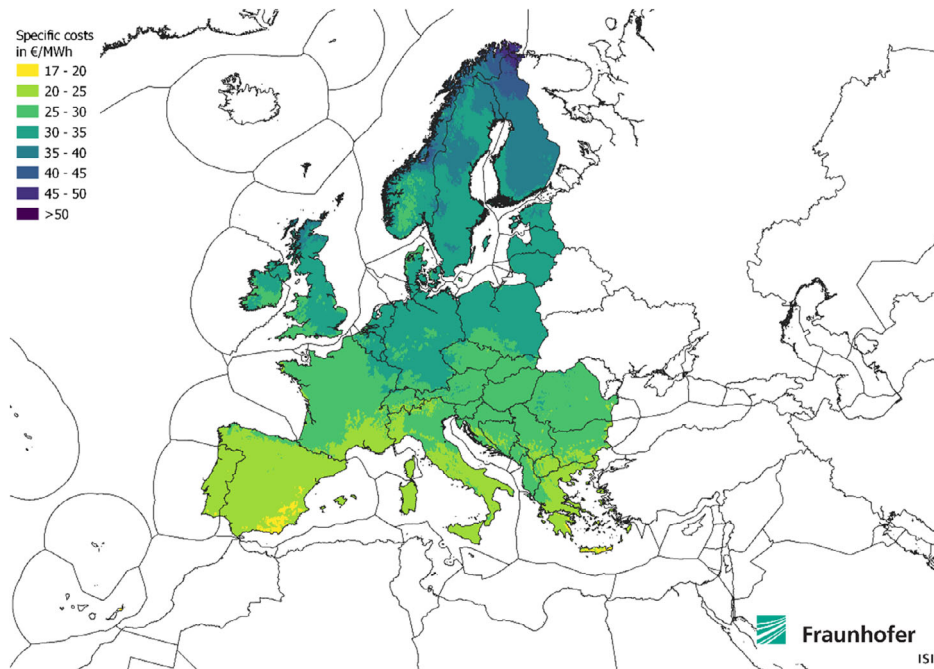 Specific costs
in €/MWh
17 - 20
20 - 25
25 - 30
30 - 35
35 - 40
40 - 45
45 - 50
>50
Fraunhofer
ISI